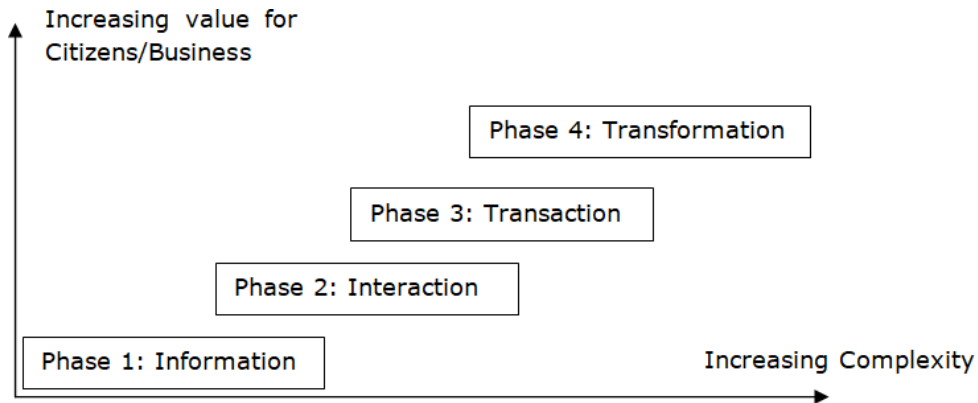 Increasing value for
Citizens/Business
Phase 4: Transformation
Phase 3: Transaction
Phase 2: Interaction
Phase 1: Information
Increasing Complexity